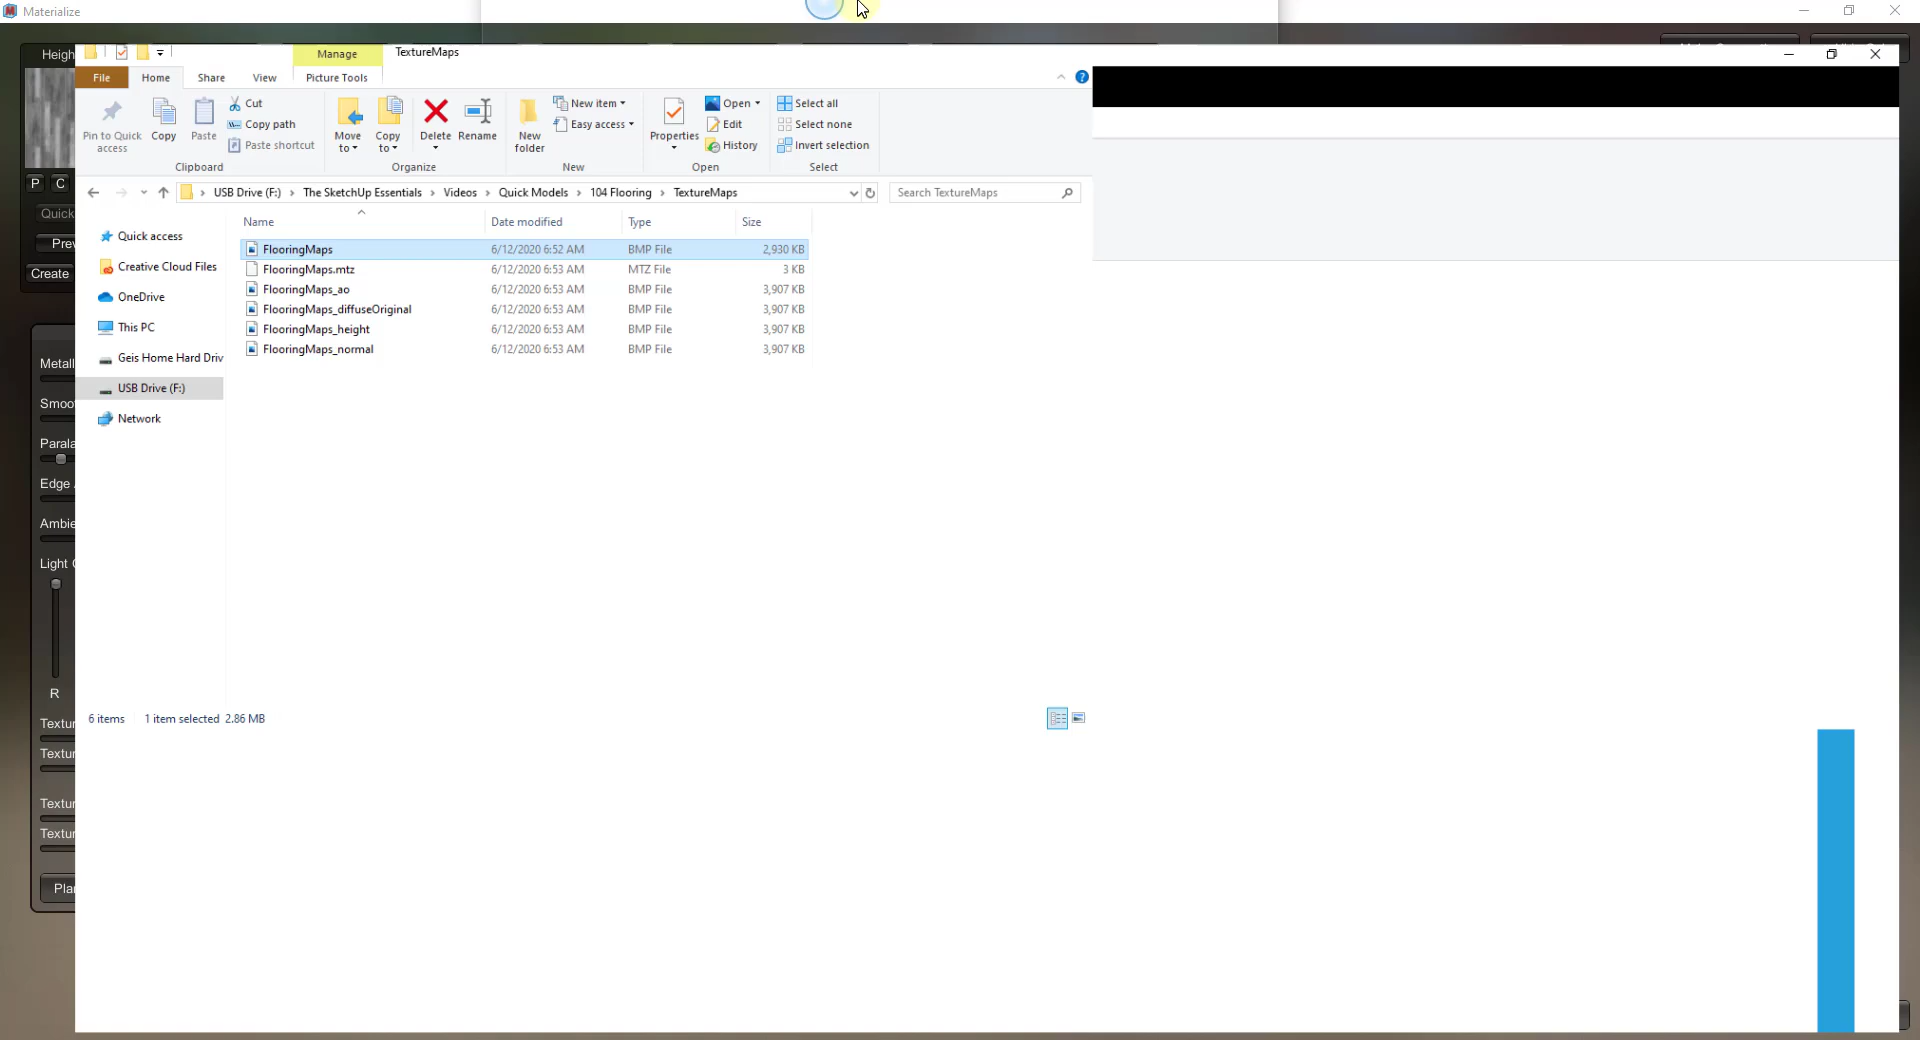 Materialize
Heigh
Manage
TextureMaps
File
Home
Share
View
Picture Tools
Pin to Quick access
Copy
Paste
Cut
Copy path
Paste shortcut
Clipboard
Move to
Copy to
Delete
Rename
Organize
New folder
New item
Easy access
New
Properties
Open
Edit
History
Open
Select all
Select none
Invert selection
Select
P C
Quick
Prev
Create
USB Drive (F:) › The SketchUp Essentials › Videos › Quick Models › 104 Flooring › TextureMaps
Search TextureMaps
Name Date modified Type Size
FlooringMaps 6/12/2020 6:52 AM BMP File 2,930 KB
FlooringMaps.mtz 6/12/2020 6:53 AM MTZ File 3 KB
FlooringMaps_ao 6/12/2020 6:53 AM BMP File 3,907 KB
FlooringMaps_diffuseOriginal 6/12/2020 6:53 AM BMP File 3,907 KB
FlooringMaps_height 6/12/2020 6:53 AM BMP File 3,907 KB
FlooringMaps_normal 6/12/2020 6:53 AM BMP File 3,907 KB
Quick access
Creative Cloud Files
OneDrive
This PC
Geis Home Hard Driv
USB Drive (F:)
Network
Metall
Smoo
Parala
Edge
Ambie
Light
R
Textur
Textur
Textur
Textur
Plan
6 items 1 item selected 2.86 MB